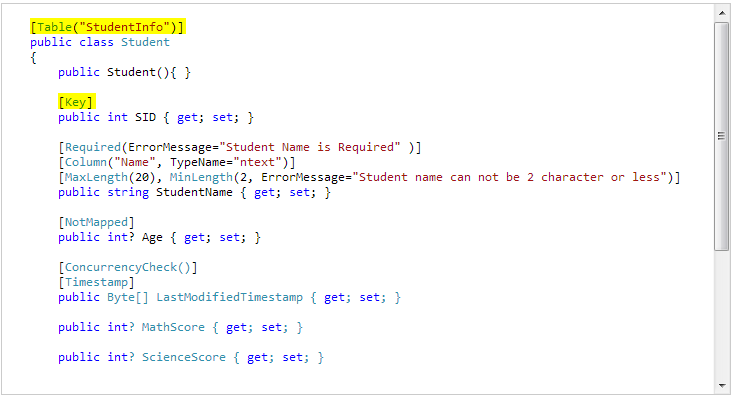 [Table("StudentInfo")]
public class Student
{
public Student(){ }
[Key]
public int SID { get; set; }
[Required(ErrorMessage="Student Name is Required" )]
[Column("Name", TypeName="ntext")]
[MaxLength(20), MinLength(2, ErrorMessage="Student name can not be 2 character or less")]
public string StudentName { get; set; }
[NotMapped]
public int? Age { get; set; }
[ConcurrencyCheck()]
[Timestamp]
public Byte[] LastModifiedTimestamp { get; set; }
public int? MathScore { get; set; }
public int? ScienceScore { get; set; }